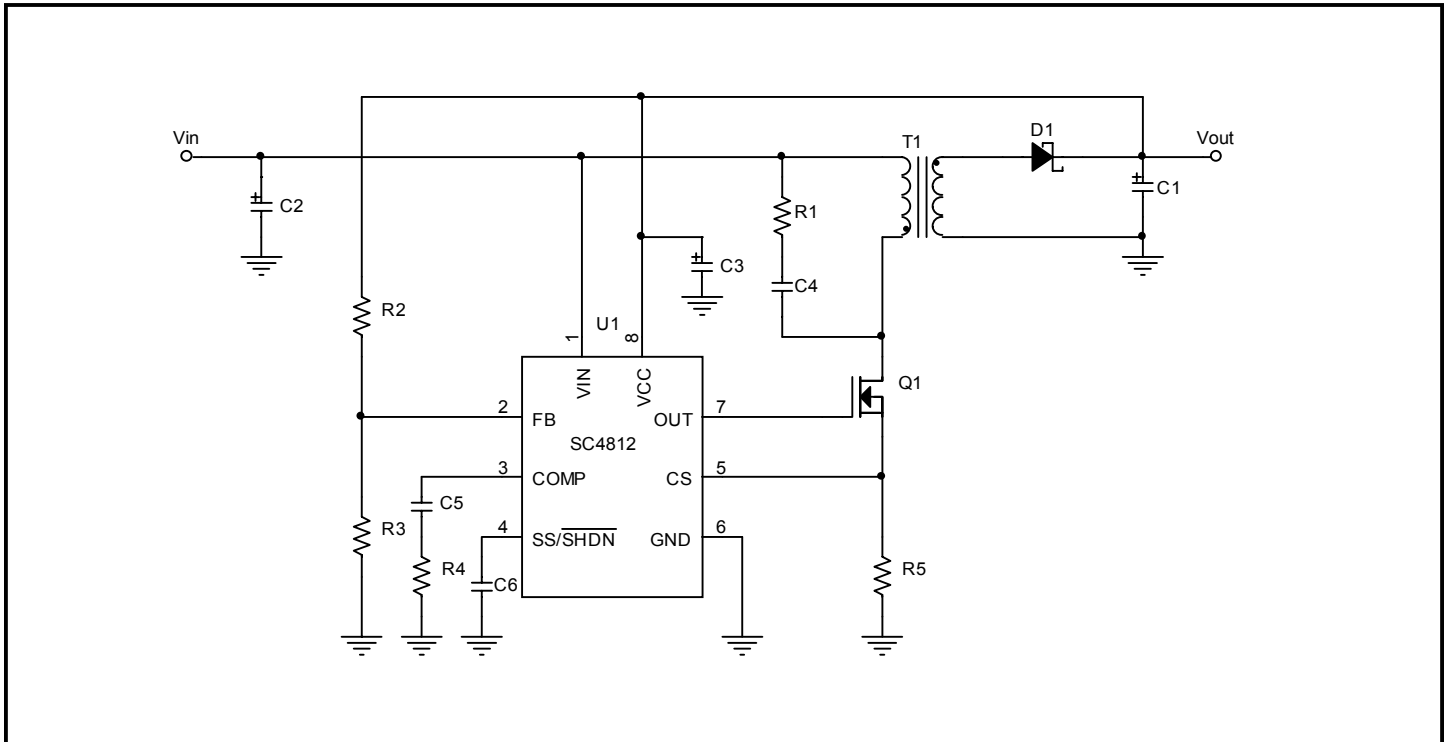 D1
Vin
T1
Vout
C1
R1
C2
C3
C4
R2
U1
1
8
VIN
VCC
Q1
2
FB
OUT
7
SC4812
3
COMP
CS
5
C5
R3
4
SS/SHDN
GND
6
R4
C6
R5